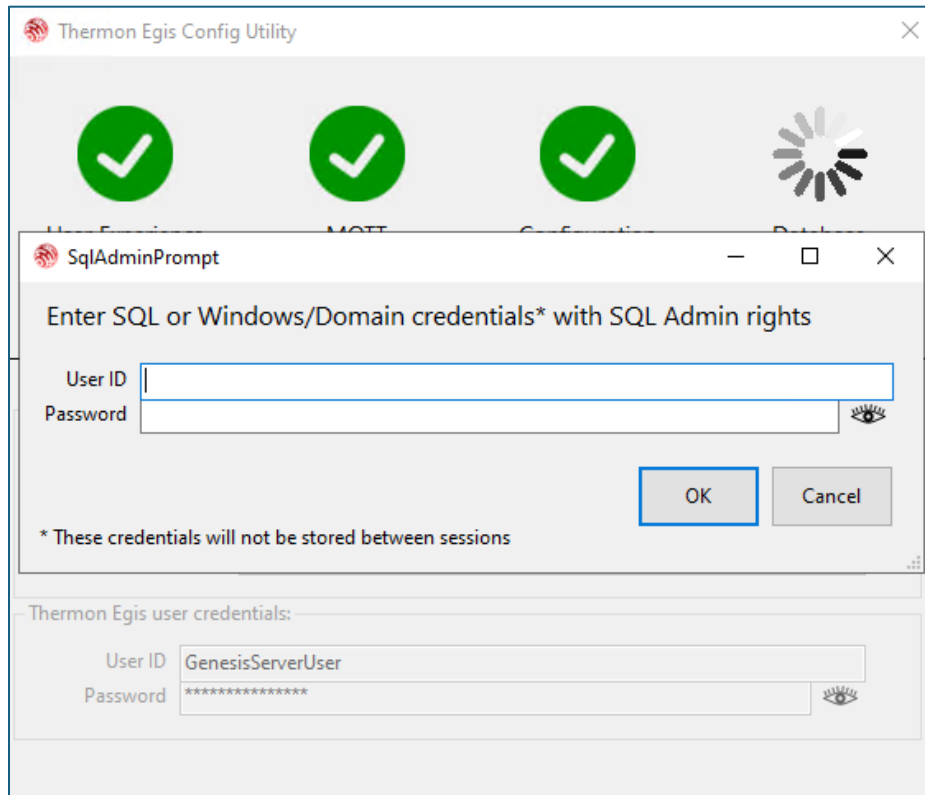 Thermon Egis Config Utility
SqlAdminPrompt
Enter SQL or Windows/Domain credentials* with SQL Admin rights
User ID
Password
OK
Cancel
* These credentials will not be stored between sessions
Thermon Egis user credentials:
User ID GenesisServerUser
Password ***************